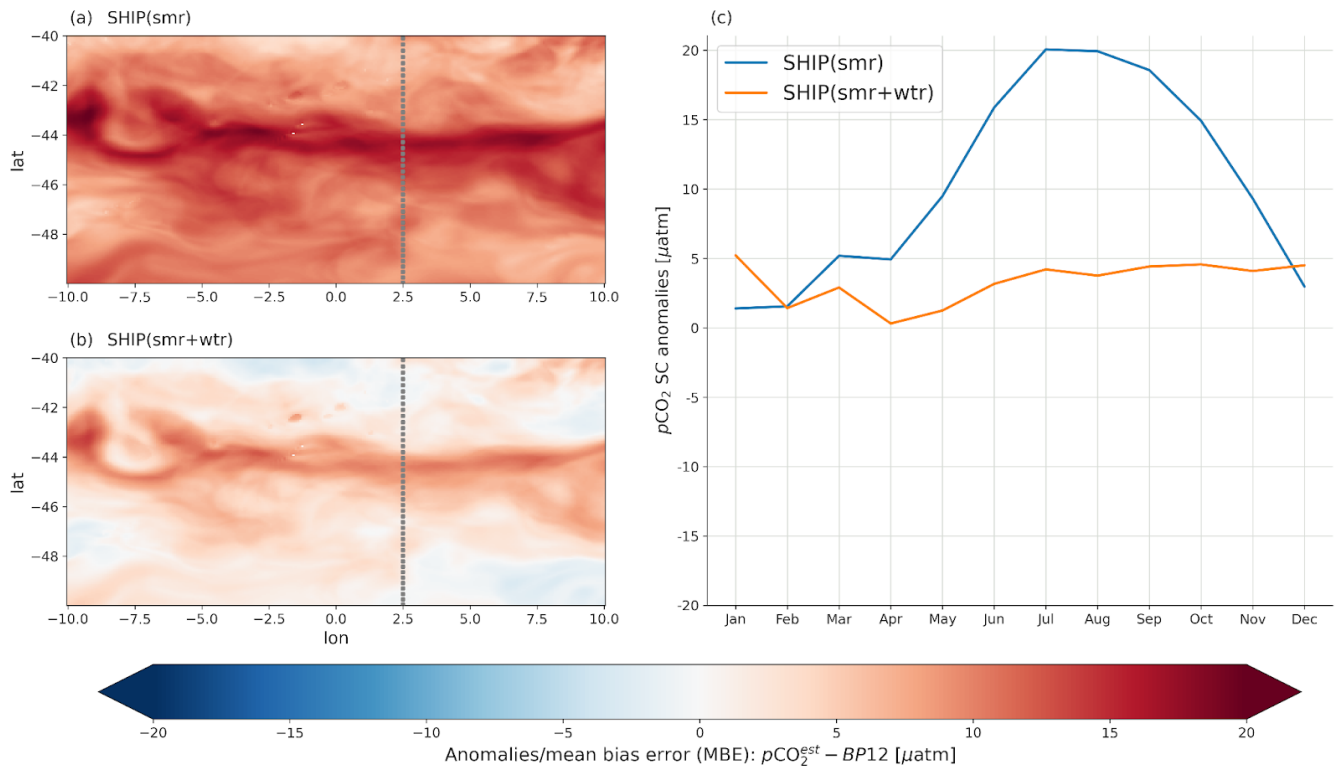 (a) SHIP(smr)
−40
−42
−44
−46
−48
lat
−10.0 −7.5 −5.0 −2.5 0.0 2.5 5.0 7.5 10.0
(b) SHIP(smr+wtr)
−40
−42
−44
−46
−48
lat
−10.0 −7.5 −5.0 −2.5 0.0 2.5 5.0 7.5 10.0
lon
(c)
SHIP(smr)
SHIP(smr+wtr)
20
15
10
5
0
-5
-10
-15
-20
pCO₂ SC anomalies [μatm]
Jan Feb Mar Apr May Jun Jul Aug Sep Oct Nov Dec
−20 −15 −10 −5 0 5 10 15 20
Anomalies/mean bias error (MBE): pCO₂ᵉˢᵗ − BP12 [μatm]